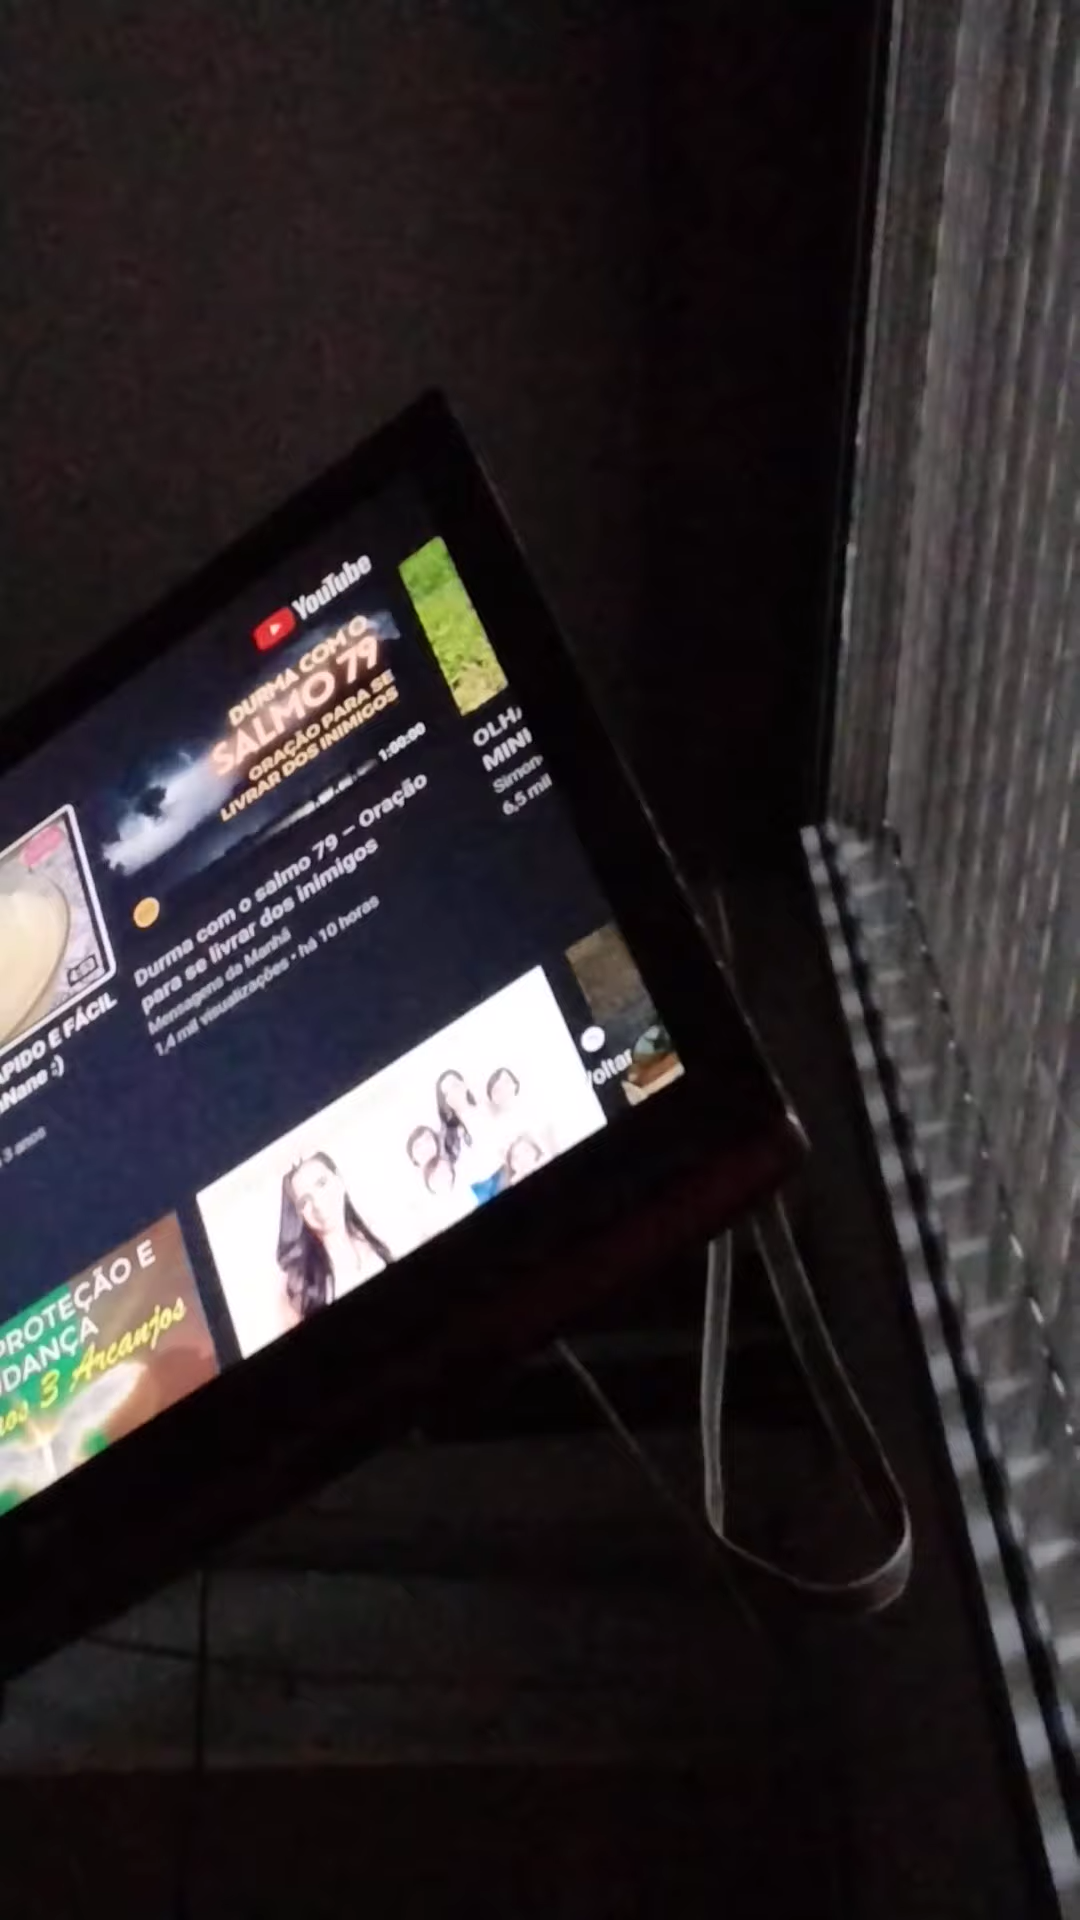 YouTube
DURMA COM O
SALMO 79
ORAÇÃO PARA SE
LIVRAR DOS INIMIGOS
1:00:00
Durma com o salmo 79 – Oração
para se livrar dos inimigos
Mensagens da Manhã
1,4 mil visualizações • há 10 horas
OLHA
MINI
Simon
6,5 mil
ÁPIDO E FÁCIL
Nane :)
3 anos
Voltar
PROTEÇÃO E
DANÇA
nos 3 Arcanjos